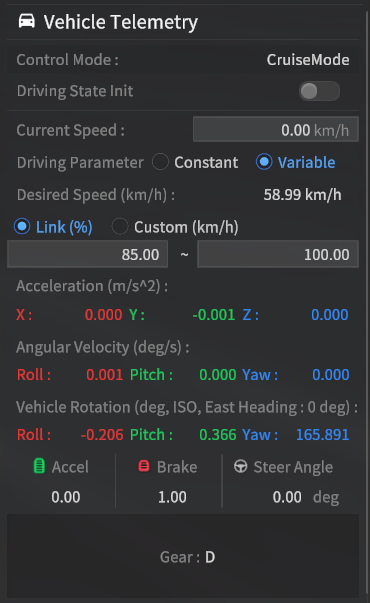 Vehicle Telemetry
Control Mode : CruiseMode
Driving State Init
Current Speed : 0.00 km/h
Driving Parameter Constant Variable
Desired Speed (km/h) : 58.99 km/h
Link (%) Custom (km/h)
85.00 ~ 100.00
Acceleration (m/s^2) :
X : 0.000 Y : -0.001 Z : 0.000
Angular Velocity (deg/s) :
Roll : 0.001 Pitch : 0.000 Yaw : 0.000
Vehicle Rotation (deg, ISO, East Heading : 0 deg) :
Roll : -0.206 Pitch : 0.366 Yaw : 165.891
Accel Brake Steer Angle
0.00 1.00 0.00 deg
Gear : D